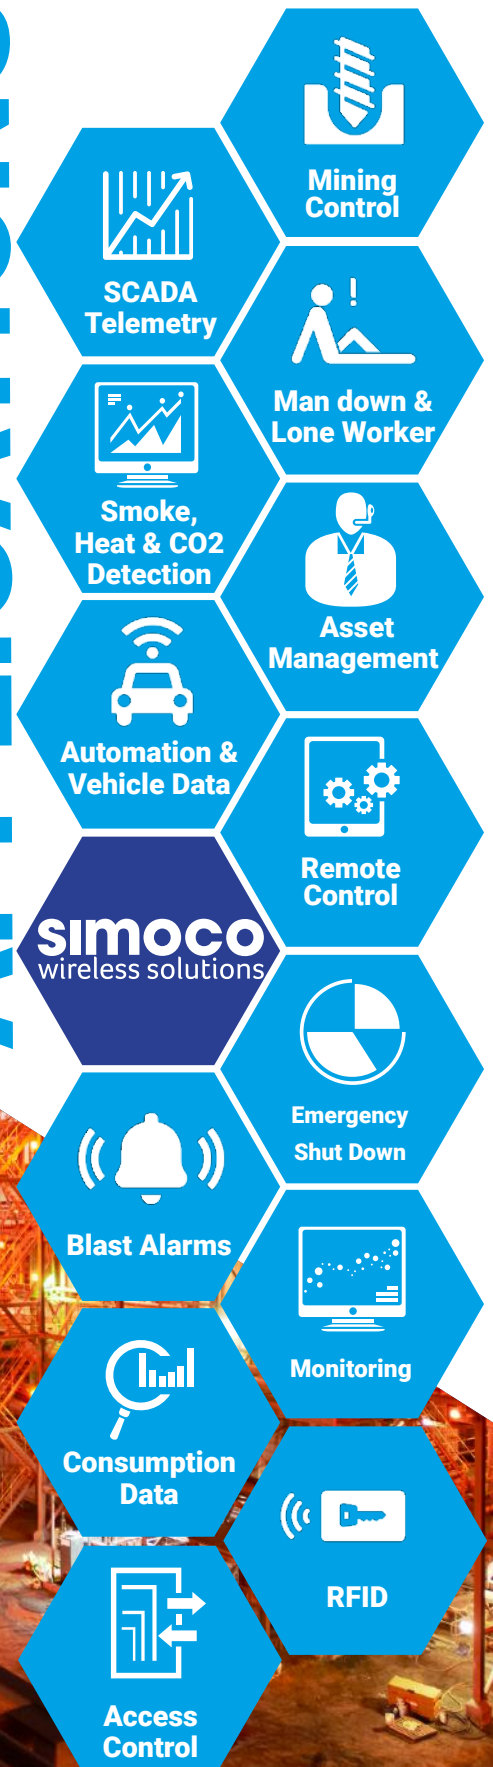 Mining
Control
SCADA
Telemetry
Man down &
Lone Worker
Smoke,
Heat & CO2
Detection
Asset
Management
Automation &
Vehicle Data
Remote
Control
sımoco
wireless solutions
Emergency
Shut Down
Blast Alarms
Monitoring
Consumption
Data
RFID
Access
Control